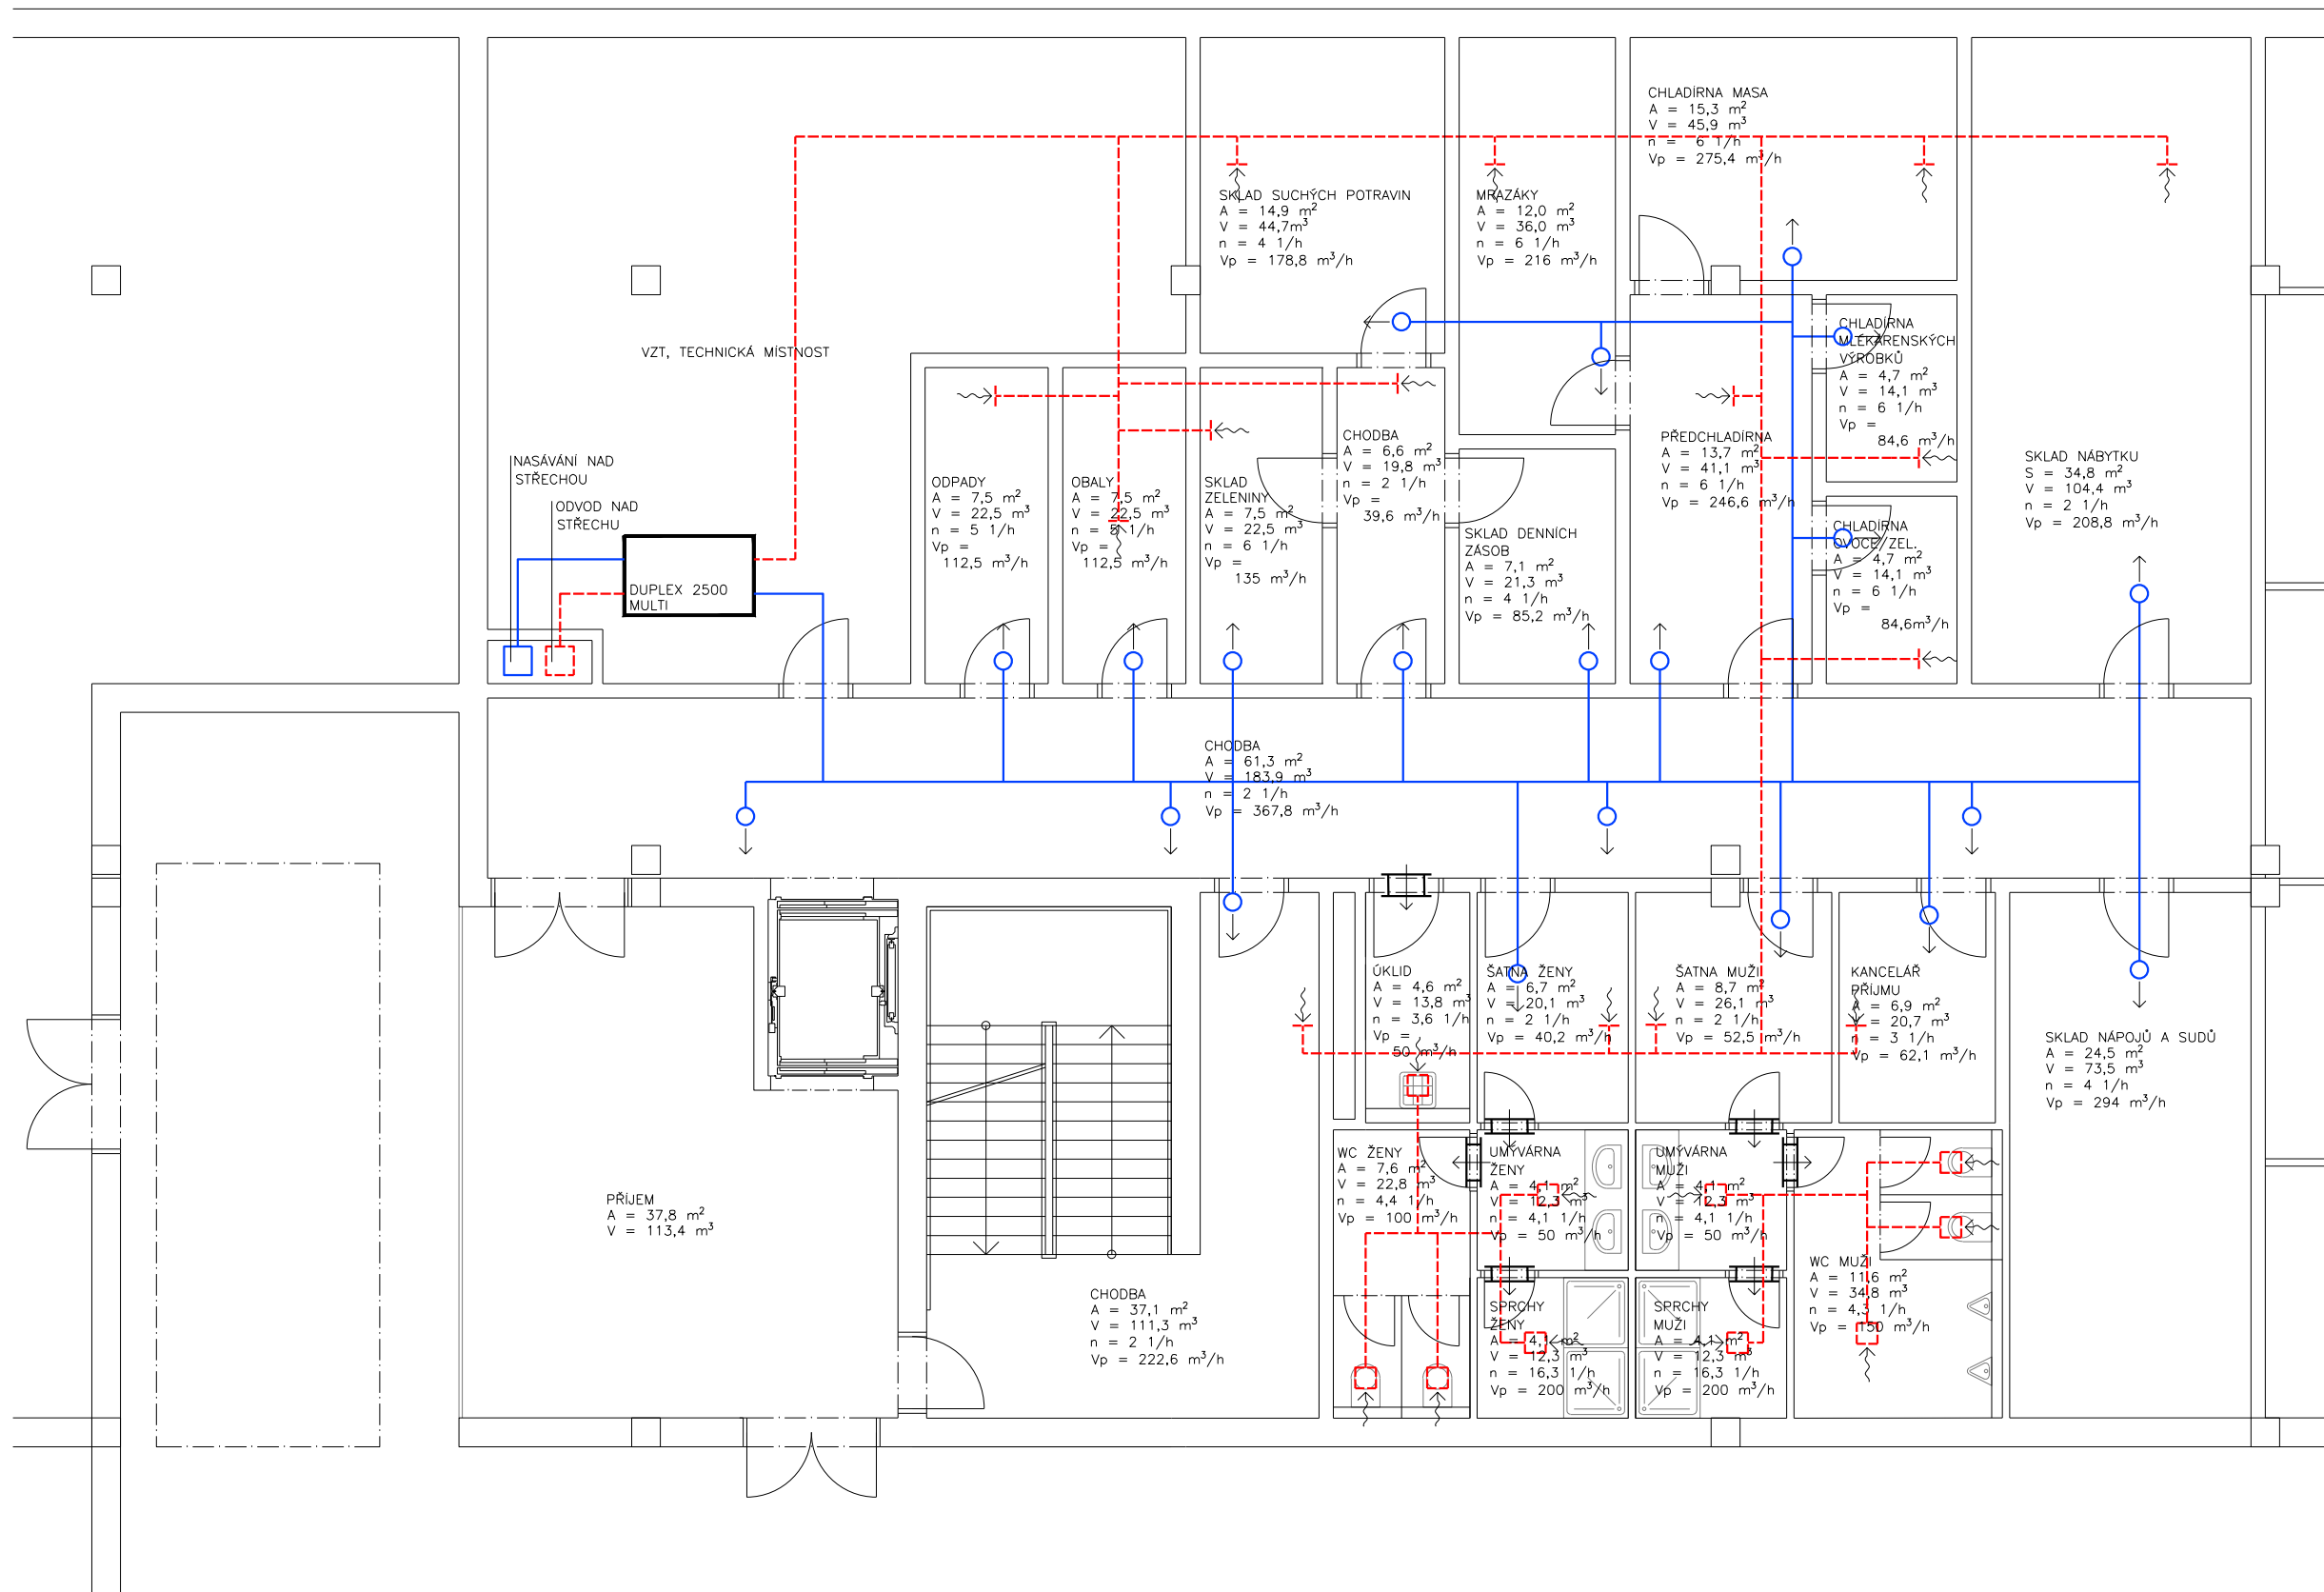 CHLADÍRNA MASA
A = 15,3 m²
V = 45,9 m³
n = 6 1/h
Vp = 275,4 m³/h
SKLAD SUCHÝCH POTRAVIN
A = 14,9 m²
V = 44,7m³
n = 4 1/h
Vp = 178,8 m³/h
MRAZÁKY
A = 12,0 m²
V = 36,0 m³
n = 6 1/h
Vp = 216 m³/h
VZT, TECHNICKÁ MÍSTNOST
CHLADÍRNA
MLÉKÁRENSKÝCH
VÝROBKŮ
A = 4,7 m²
V = 14,1 m³
n = 6 1/h
Vp =
84,6 m³/h
NASÁVÁNÍ NAD
STŘECHOU
ODVOD NAD
STŘECHU
DUPLEX 2500
MULTI
ODPADY
A = 7,5 m²
V = 22,5 m³
n = 5 1/h
Vp =
112,5 m³/h
OBALY
A = 7,5 m²
V = 22,5 m³
n = 5 1/h
Vp =
112,5 m³/h
SKLAD
ZELENINY
A = 7,5 m²
V = 22,5 m³
n = 6 1/h
Vp =
135 m³/h
CHODBA
A = 6,6 m²
V = 19,8 m³
n = 2 1/h
Vp =
39,6 m³/h
SKLAD DENNÍCH
ZÁSOB
A = 7,1 m²
V = 21,3 m³
n = 4 1/h
Vp = 85,2 m³/h
PŘEDCHLADÍRNA
A = 13,7 m²
V = 41,1 m³
n = 6 1/h
Vp = 246,6 m³/h
CHLADÍRNA
OVOCE/ZEL.
A = 4,7 m²
V = 14,1 m³
n = 6 1/h
Vp =
84,6m³/h
SKLAD NÁBYTKU
S = 34,8 m²
V = 104,4 m³
n = 2 1/h
Vp = 208,8 m³/h
CHODBA
A = 61,3 m²
V = 183,9 m³
n = 2 1/h
Vp = 367,8 m³/h
ÚKLID
A = 4,6 m²
V = 13,8 m³
n = 3,6 1/h
Vp =
50 m³/h
ŠATNA ŽENY
A = 6,7 m²
V = 20,1 m³
n = 2 1/h
Vp = 40,2 m³/h
ŠATNA MUŽI
A = 8,7 m²
V = 26,1 m³
n = 2 1/h
Vp = 52,5 m³/h
KANCELÁŘ
PŘÍJMU
A = 6,9 m²
V = 20,7 m³
n = 3 1/h
Vp = 62,1 m³/h
SKLAD NÁPOJŮ A SUDŮ
A = 24,5 m²
V = 73,5 m³
n = 4 1/h
Vp = 294 m³/h
PŘÍJEM
A = 37,8 m²
V = 113,4 m³
WC ŽENY
A = 7,6 m²
V = 22,8 m³
n = 4,4 1/h
Vp = 100 m³/h
UMÝVÁRNA
ŽENY
A = 4,1 m²
V = 12,3 m³
n = 4,1 1/h
Vp = 50 m³/h
UMÝVÁRNA
MUŽI
A = 4,1 m²
V = 12,3 m³
n = 4,1 1/h
Vp = 50 m³/h
WC MUŽI
A = 11,6 m²
V = 34,8 m³
n = 4,3 1/h
Vp = 150 m³/h
CHODBA
A = 37,1 m²
V = 111,3 m³
n = 2 1/h
Vp = 222,6 m³/h
SPRCHY
ŽENY
A = 4,1 m²
V = 12,3 m³
n = 16,3 1/h
Vp = 200 m³/h
SPRCHY
MUŽI
A = 4,1 m²
V = 12,3 m³
n = 16,3 1/h
Vp = 200 m³/h